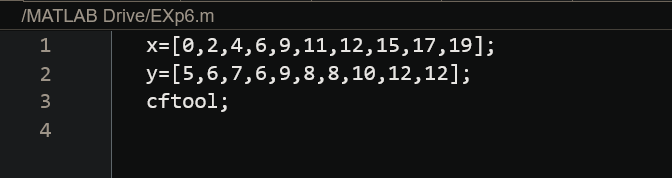 /MATLAB Drive/EXp6.m
1 x=[0,2,4,6,9,11,12,15,17,19];
2 y=[5,6,7,6,9,8,8,10,12,12];
3 cftool;
4